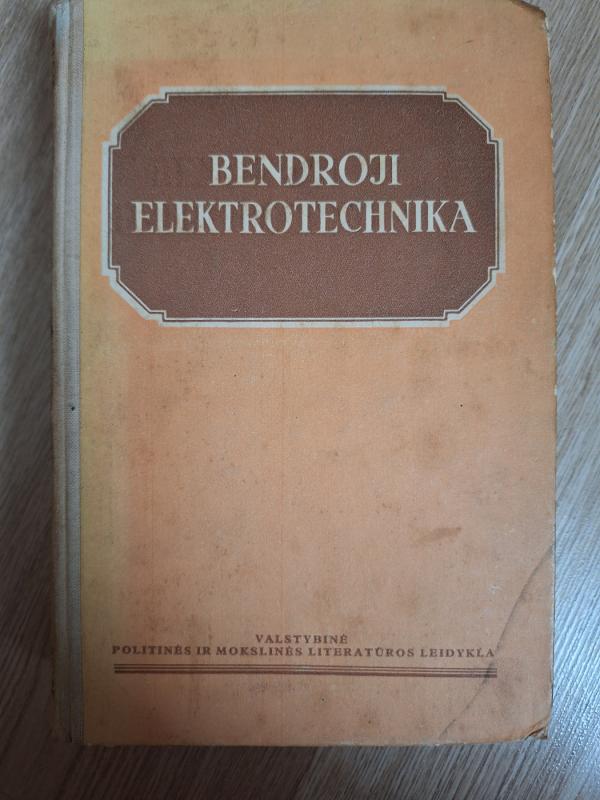 BENDROJI
ELEKTROTECHNIKA
VALSTYBINĖ
POLITINĖS IR MOKSLINĖS LITERATŪROS LEIDYKLA